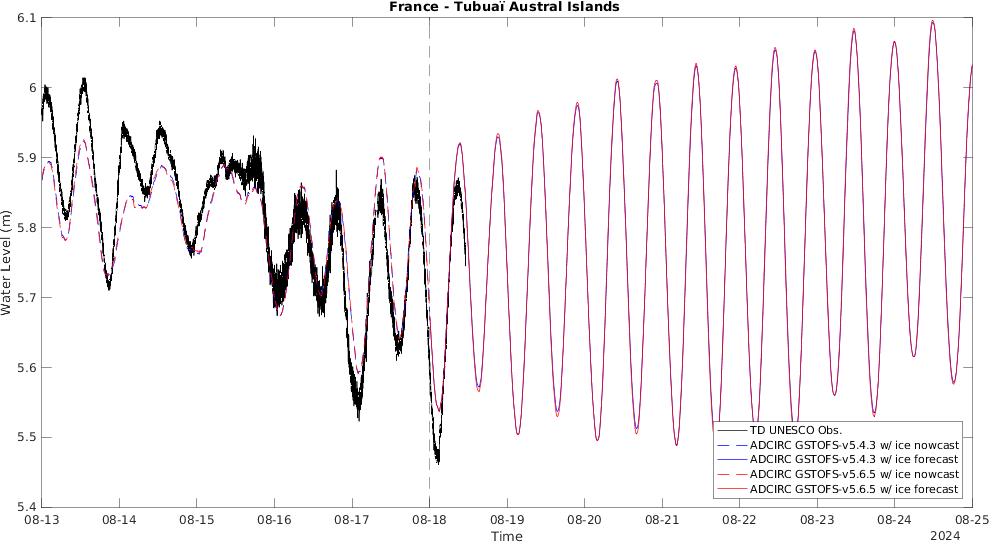 France - Tubuaï Austral Islands
6.1
6
5.9
5.8
5.7
5.6
5.5
5.4
Water Level (m)
TD UNESCO Obs.
ADCIRC GSTOFS-v5.4.3 w/ ice nowcast
ADCIRC GSTOFS-v5.4.3 w/ ice forecast
ADCIRC GSTOFS-v5.6.5 w/ ice nowcast
ADCIRC GSTOFS-v5.6.5 w/ ice forecast
08-13 08-14 08-15 08-16 08-17 08-18 08-19 08-20 08-21 08-22 08-23 08-24 08-25
Time
2024